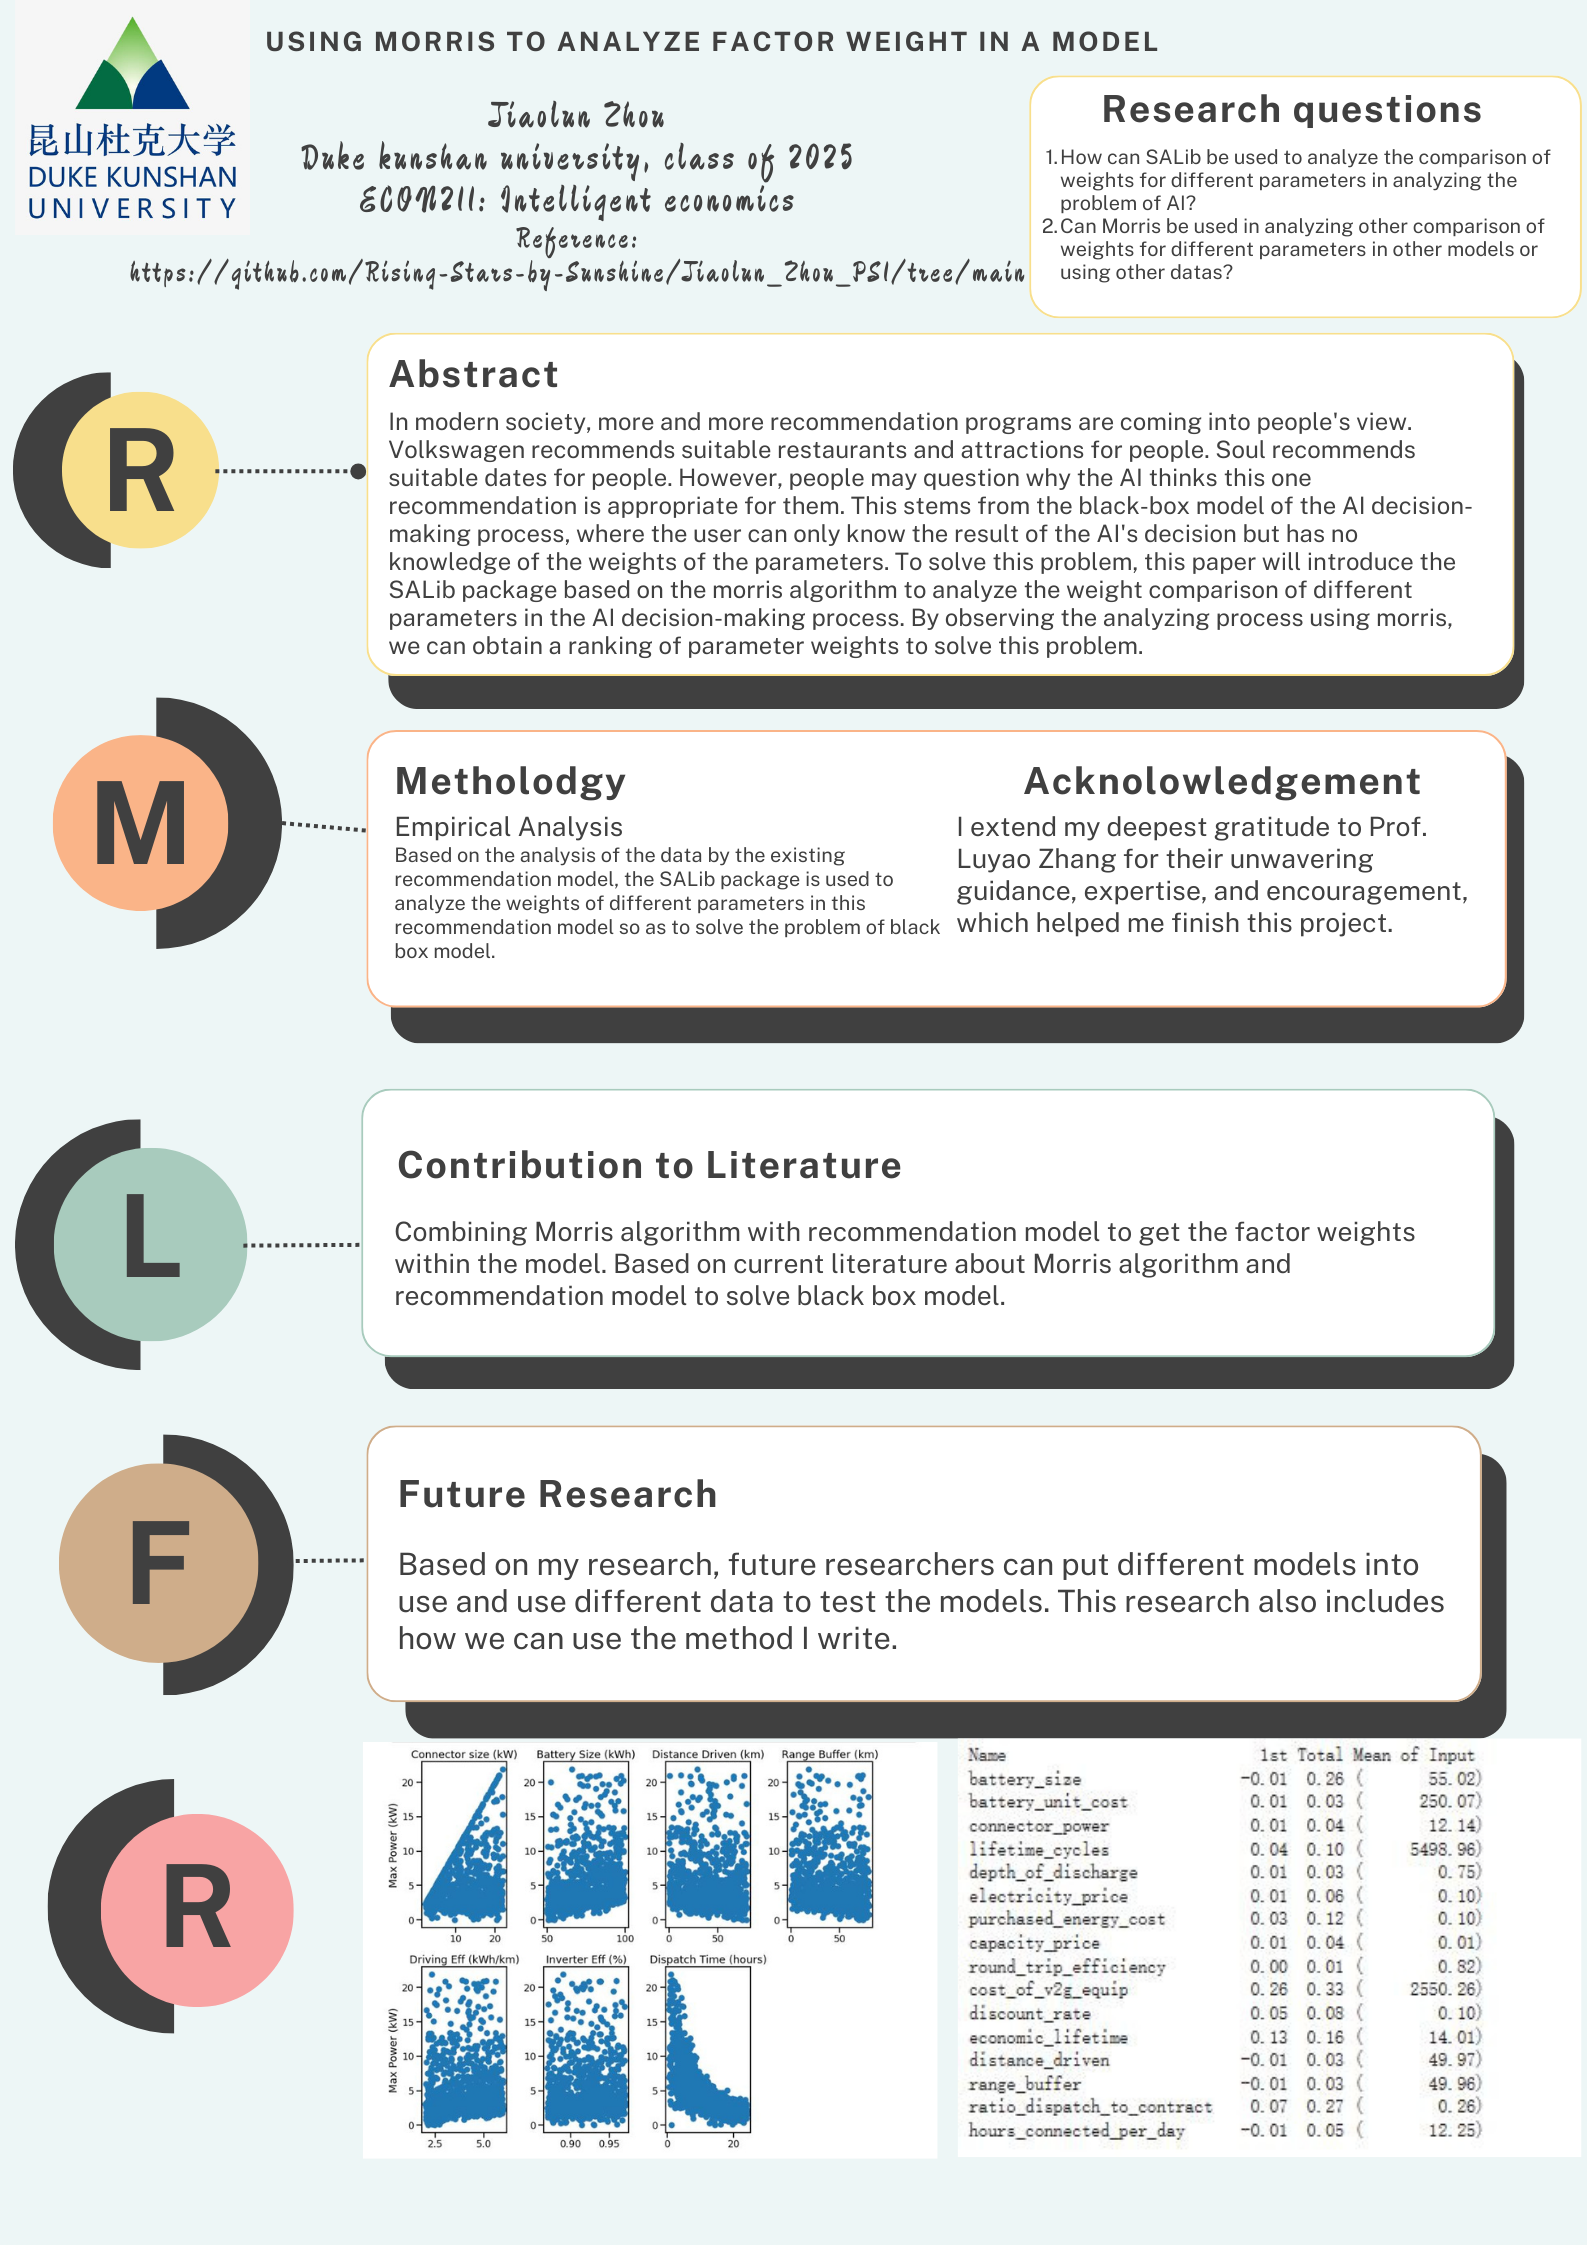 昆山杜克大学
DUKE KUNSHAN
UNIVERSITY
USING MORRIS TO ANALYZE FACTOR WEIGHT IN A MODEL
Jiaolun Zhou
Duke kunshan university, class of 2025
ECON211: Intelligent economics
Reference:
https://github.com/Rising-Stars-by-Sunshine/Jiaolun_Zhou_PS1/tree/main
Research questions
1. How can SALib be used to analyze the comparison of
weights for different parameters in analyzing the
problem of AI?
2. Can Morris be used in analyzing other comparison of
weights for different parameters in other models or
using other datas?
R
Abstract
In modern society, more and more recommendation programs are coming into people's view.
Volkswagen recommends suitable restaurants and attractions for people. Soul recommends
suitable dates for people. However, people may question why the AI thinks this one
recommendation is appropriate for them. This stems from the black-box model of the AI decision-
making process, where the user can only know the result of the AI's decision but has no
knowledge of the weights of the parameters. To solve this problem, this paper will introduce the
SALib package based on the morris algorithm to analyze the weight comparison of different
parameters in the AI decision-making process. By observing the analyzing process using morris,
we can obtain a ranking of parameter weights to solve this problem.
M
Metholodgy
Empirical Analysis
Based on the analysis of the data by the existing
recommendation model, the SALib package is used to
analyze the weights of different parameters in this
recommendation model so as to solve the problem of black
box model.
Acknolowledgement
I extend my deepest gratitude to Prof.
Luyao Zhang for their unwavering
guidance, expertise, and encouragement,
which helped me finish this project.
L
Contribution to Literature
Combining Morris algorithm with recommendation model to get the factor weights
within the model. Based on current literature about Morris algorithm and
recommendation model to solve black box model.
F
Future Research
Based on my research, future researchers can put different models into
use and use different data to test the models. This research also includes
how we can use the method I write.
R
Connector size (kW) Battery Size (kWh) Distance Driven (km) Range Buffer (km)
Max Power (kW)
20 20 20 20
15 15 15 15
10 10 10 10
5 5 5 5
0 0 0 0
10 20 50 100 0 50 0 50
Driving Eff (kWh/km) Inverter Eff (%) Dispatch Time (hours)
Max Power (kW)
20 20 20
15 15 15
10 10 10
5 5 5
0 0 0
2.5 5.0 0.90 0.95 0 20
Name 1st Total Mean of Input
battery_size -0.01 0.26 ( 55.02)
battery_unit_cost 0.01 0.03 ( 250.07)
connector_power 0.01 0.04 ( 12.14)
lifetime_cycles 0.04 0.10 ( 5498.96)
depth_of_discharge 0.01 0.03 ( 0.75)
electricity_price 0.01 0.06 ( 0.10)
purchased_energy_cost 0.03 0.12 ( 0.10)
capacity_price 0.01 0.04 ( 0.01)
round_trip_efficiency 0.00 0.01 ( 0.82)
cost_of_v2g_equip 0.26 0.33 ( 2550.26)
discount_rate 0.05 0.08 ( 0.10)
economic_lifetime 0.13 0.16 ( 14.01)
distance_driven -0.01 0.03 ( 49.97)
range_buffer -0.01 0.03 ( 49.96)
ratio_dispatch_to_contract 0.07 0.27 ( 0.26)
hours_connected_per_day -0.01 0.05 ( 12.25)